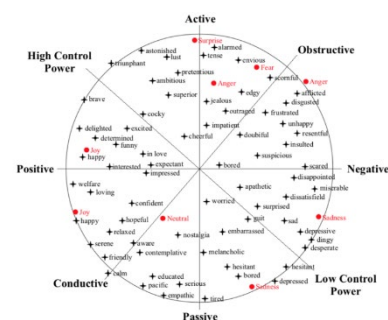 Active
Surprise
astonished
alarmed
lust
tense
High Control
Power
Obstructive
triumphant
envious
Fear
pretentious
scornful
ambitious
Anger
Anger
superior
edgy
afflicted
brave
jealous
disgusted
outraged
frustrated
cocky
impatient
unhappy
delighted
excited
resentful
determined
cheerful
doubiful
funny
insulted
Joy
in love
suspicious
happy
expectant
Positive
interested
bored
scared
Negative
impressed
disappointed
welfare
apathetic
miserable
loving
dissatisfield
confident
worried
surprised
Joy
Neutral
Sadness
happy
hopeful
guit
sad
relaxed
nostalgia
embarrassed
depressive
serene
aware
dingy
friendly
contemplative
melancholic
desperate
calm
hesitant
hesitant
Conductive
educated
bored
depressed
Low Control
Power
pacific
serious
Sadness
empathic
tired
Passive